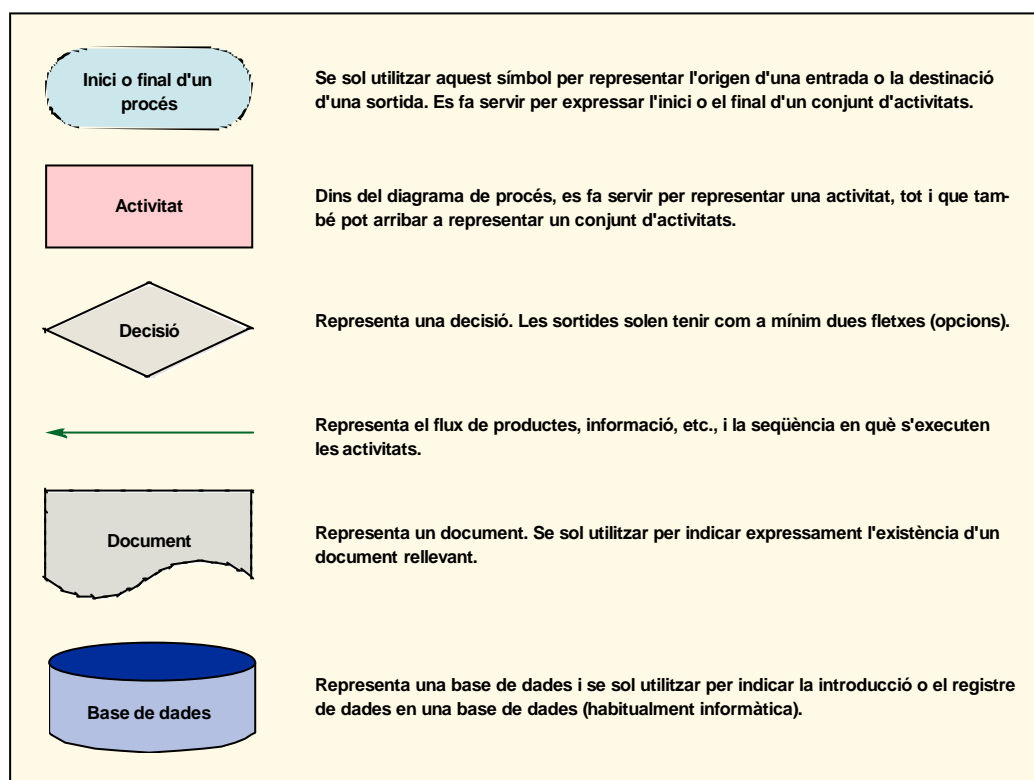 Inici o final d'un
procés
Se sol utilitzar aquest símbol per representar l'origen d'una entrada o la destinació
d'una sortida. Es fa servir per expressar l'inici o el final d'un conjunt d'activitats.
Activitat
Dins del diagrama de procés, es fa servir per representar una activitat, tot i que tam-
bé pot arribar a representar un conjunt d'activitats.
Decisió
Representa una decisió. Les sortides solen tenir com a mínim dues fletxes (opcions).
Representa el flux de productes, informació, etc., i la seqüència en què s'executen
les activitats.
Document
Representa un document. Se sol utilitzar per indicar expressament l'existència d'un
document rellevant.
Base de dades
Representa una base de dades i se sol utilitzar per indicar la introducció o el registre
de dades en una base de dades (habitualment informàtica).